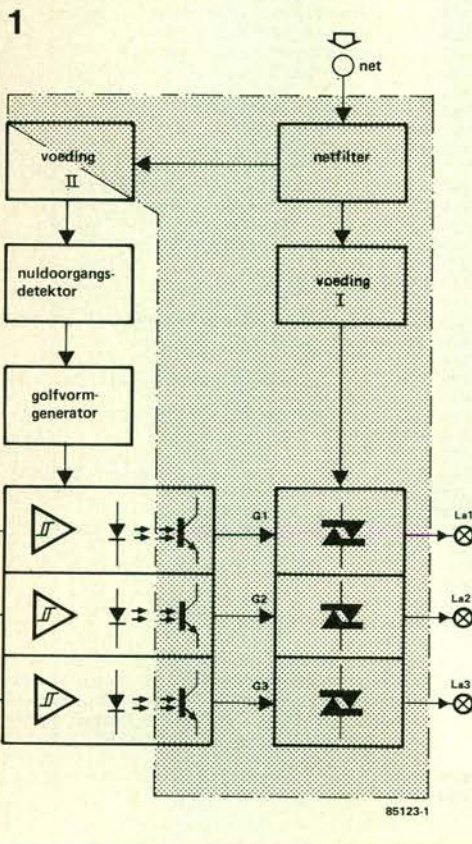 1
net
voeding
II
netfilter
nuldoorgangs-
detektor
voeding
I
golfvorm-
generator
G1
La1
G2
La2
G3
La3
85123-1